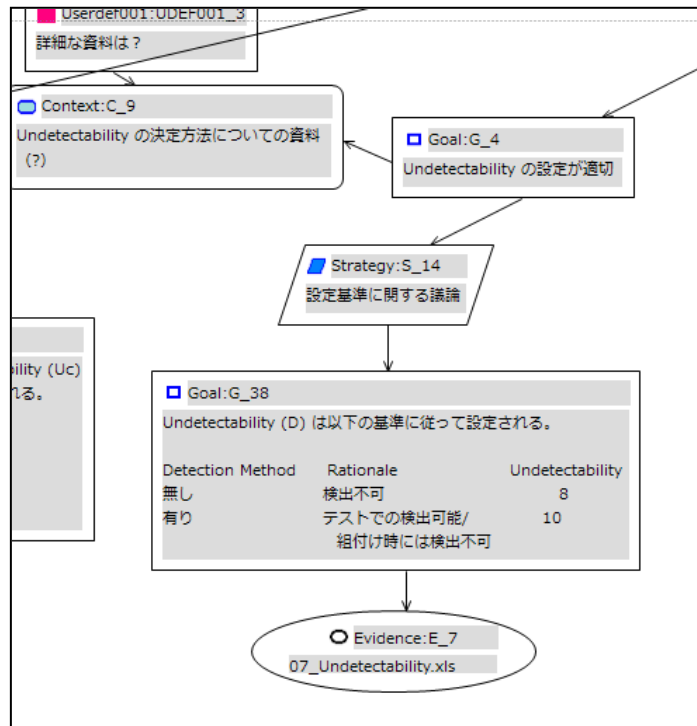 Userdef001:UDEF001_3
詳細な資料は？
Context:C_9
Undetectability の決定方法についての資料
(?)
Goal:G_4
Undetectability の設定が適切
Strategy:S_14
設定基準に関する議論
ility (Uc)
れる。
Goal:G_38
Undetectability (D) は以下の基準に従って設定される。
Detection Method Rationale Undetectability
無し 検出不可 8
有り テストでの検出可能/ 10
組付け時には検出不可
Evidence:E_7
07_Undetectability.xls